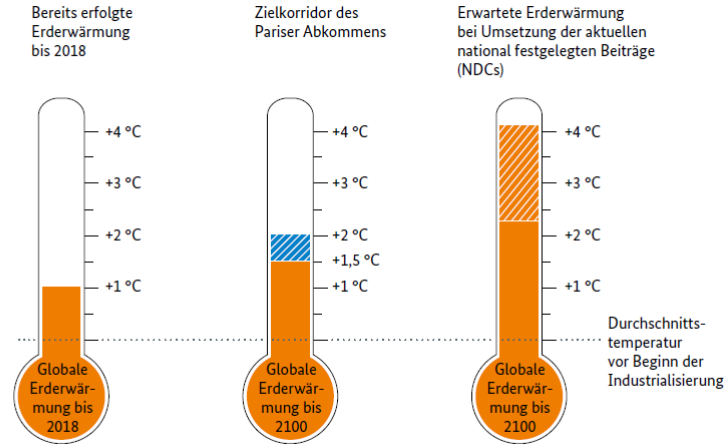 Bereits erfolgte
Erderwärmung
bis 2018
Zielkorridor des
Pariser Abkommens
Erwartete Erderwärmung
bei Umsetzung der aktuellen
national festgelegten Beiträge
(NDCs)
+4 °C
+3 °C
+2 °C
+1 °C
+4 °C
+3 °C
+2 °C
+1,5 °C
+1 °C
+4 °C
+3 °C
+2 °C
+1 °C
Durchschnitts-
temperatur
vor Beginn der
Industrialisierung
Globale
Erderwär-
mung bis
2018
Globale
Erderwär-
mung bis
2100
Globale
Erderwär-
mung bis
2100